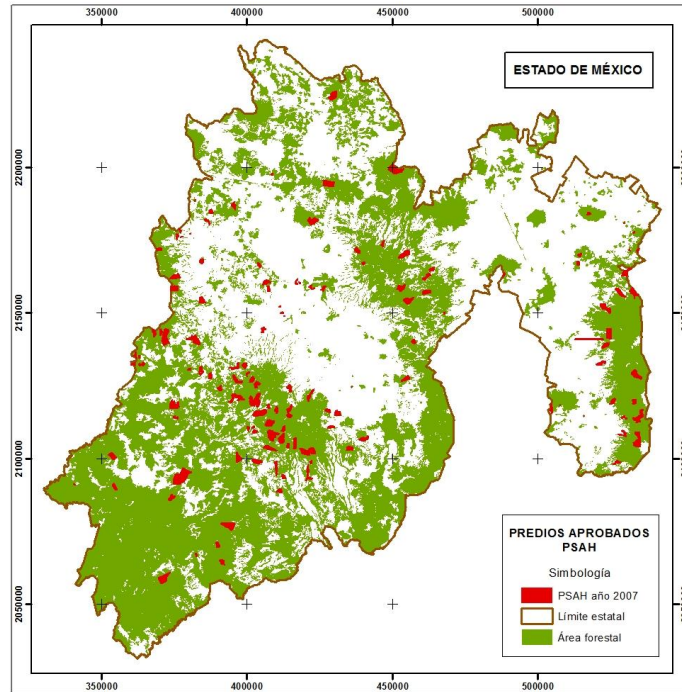 350000 400000 450000 500000
ESTADO DE MÉXICO
2200000
2150000
2100000
2050000
PREDIOS APROBADOS
PSAH
Simbología
PSAH año 2007
Límite estatal
Área forestal
350000 400000 450000 500000